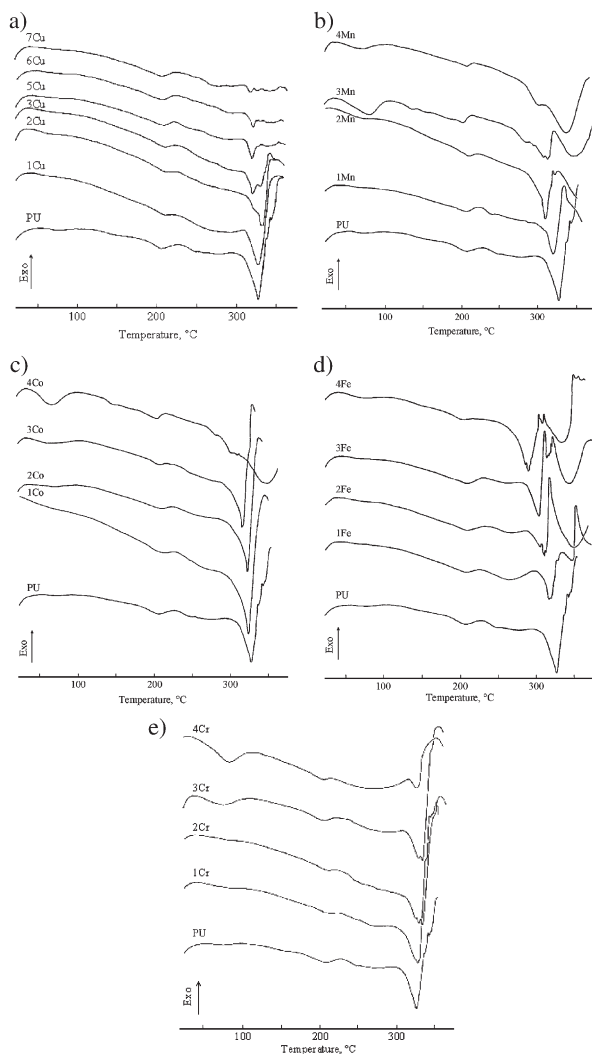 a)
7Cu
6Cu
5Cu
3Cu
2Cu
1Cu
PU
Exo
100 200 300
Temperature, °C
b)
4Mn
3Mn
2Mn
1Mn
PU
Exo
100 200 300
Temperature, °C
c)
4Co
3Co
2Co
1Co
PU
Exo
100 200 300
Temperature, °C
d)
4Fe
3Fe
2Fe
1Fe
PU
Exo
100 200 300
Temperature, °C
e)
4Cr
3Cr
2Cr
1Cr
PU
Exo
100 200 300
Temperature, °C